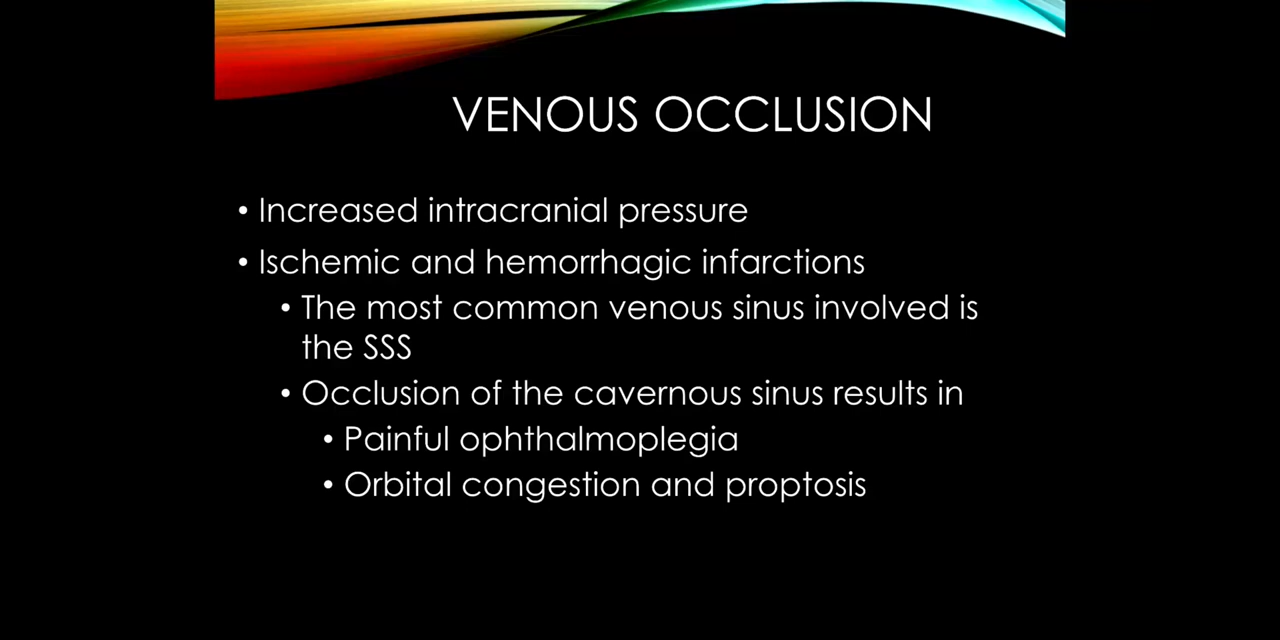 VENOUS OCCLUSION
• Increased intracranial pressure
• Ischemic and hemorrhagic infarctions
• The most common venous sinus involved is
the SSS
• Occlusion of the cavernous sinus results in
• Painful ophthalmoplegia
• Orbital congestion and proptosis